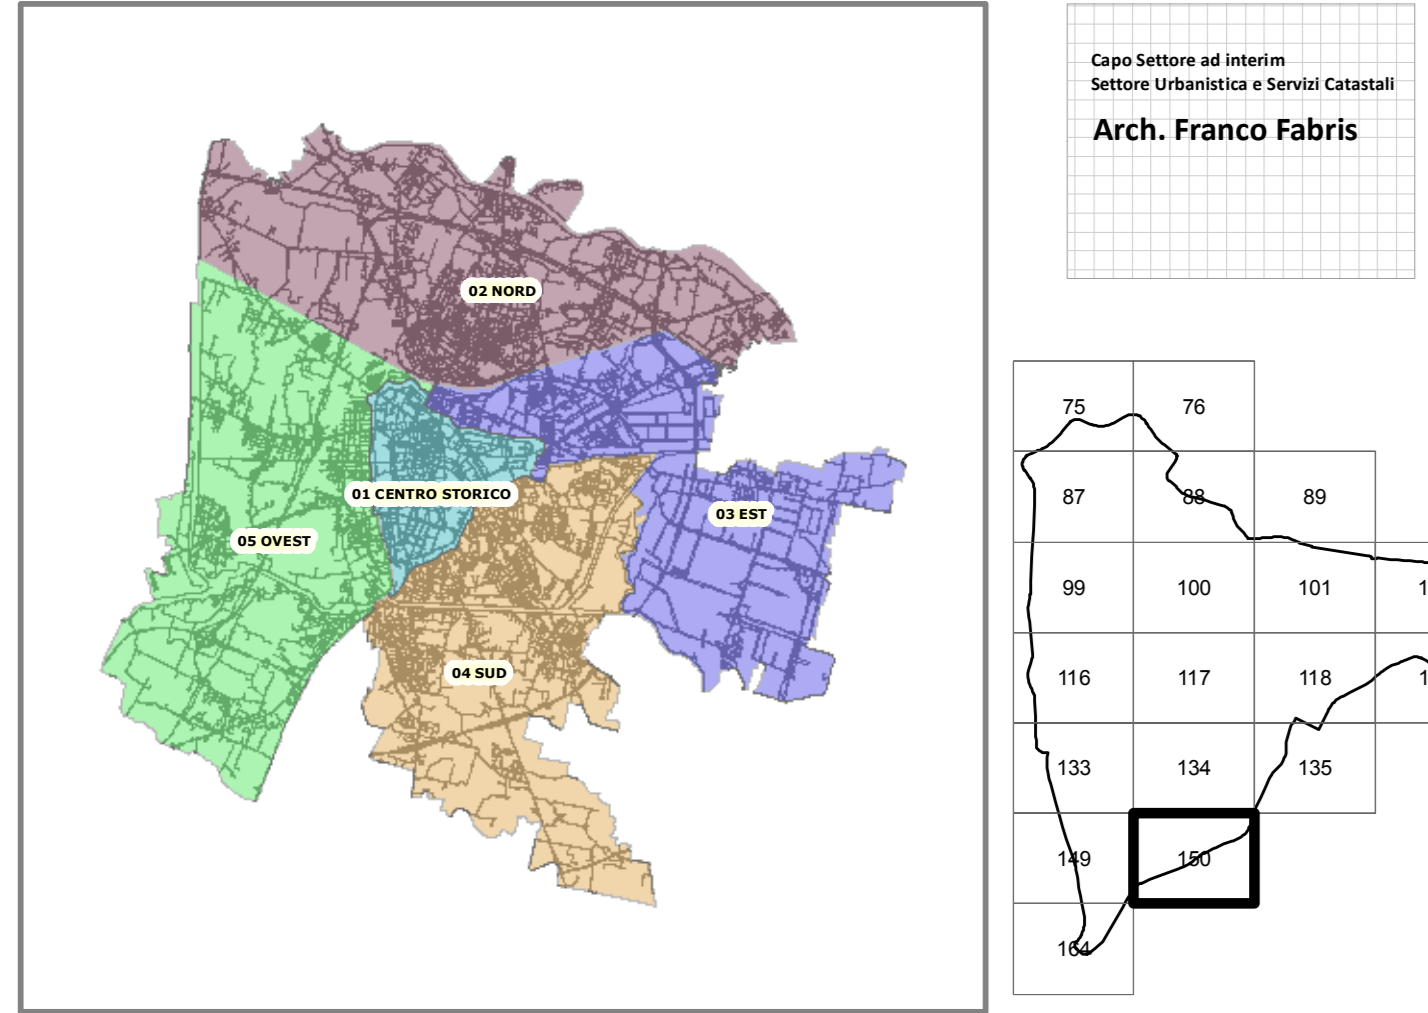 Capo Settore ad interim
Settore Urbanistica e Servizi Catastali
Arch. Franco Fabris
02 NORD
01 CENTRO STORICO
03 EST
05 OVEST
04 SUD
75 76
87 88 89
99 100 101 1
116 117 118 1
133 134 135
149 150
164